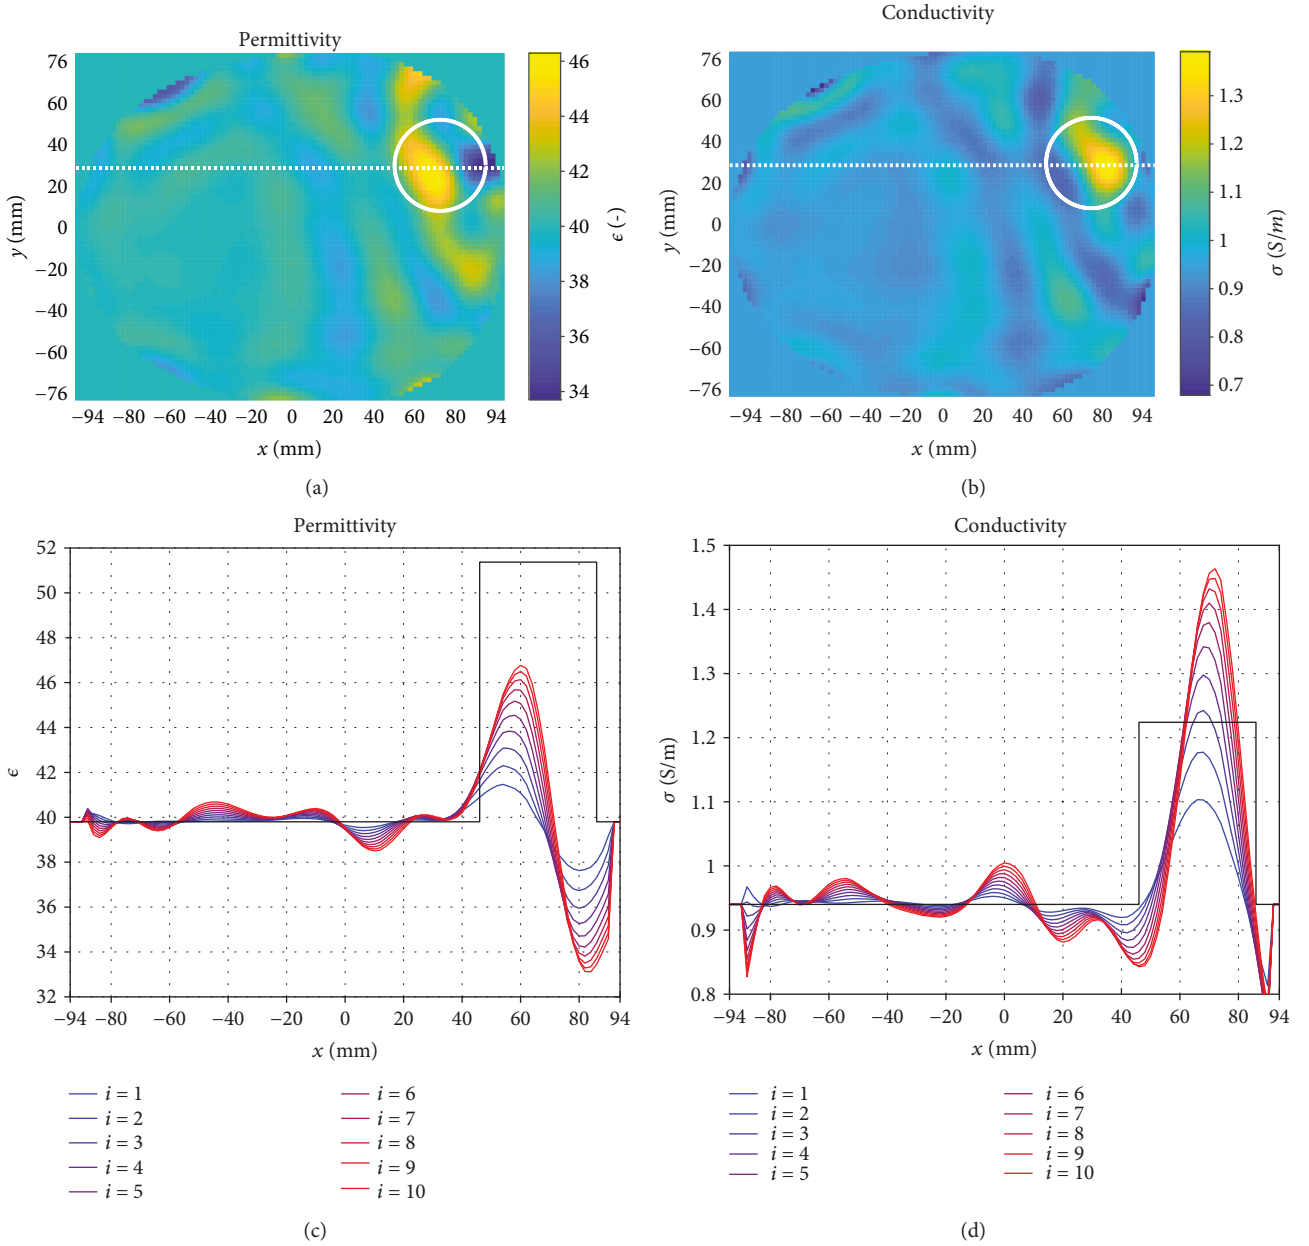 (a)
Permittivity
76
60
40
20
0
−20
40
−60
−76
y (mm)
−94 −80 −60 −40 −20 0 20 40 60 80 94
x (mm)
46
44
42
40
38
36
34
ϵ (-)
(a)
(b)
Conductivity
76
60
40
20
0
−20
−40
−60
−76
y (mm)
−94 −80 −60 −40 −20 0 20 40 60 80 94
x (mm)
1.3
1.2
1.1
1
0.9
0.8
0.7
σ (S/m)
(b)
Permittivity
52
50
48
46
44
42
40
38
36
34
32
ϵ
−94 −80 −60 −40 −20 0 20 40 60 80 94
x (mm)
i = 1
i = 2
i = 3
i = 4
i = 5
i = 6
i = 7
i = 8
i = 9
i = 10
(c)
Conductivity
1.5
1.4
1.3
1.2
1.1
1
0.9
0.8
σ (S/m)
−94 −80 −60 −40 −20 0 20 40 60 80 94
x (mm)
i = 1
i = 2
i = 3
i = 4
i = 5
i = 6
i = 7
i = 8
i = 9
i = 10
(d)